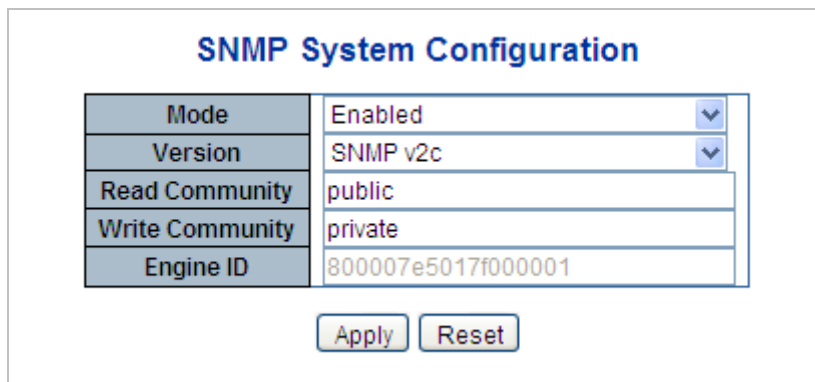 SNMP System Configuration
Mode Enabled
Version SNMP v2c
Read Community public
Write Community private
Engine ID 800007e5017f000001
Apply Reset